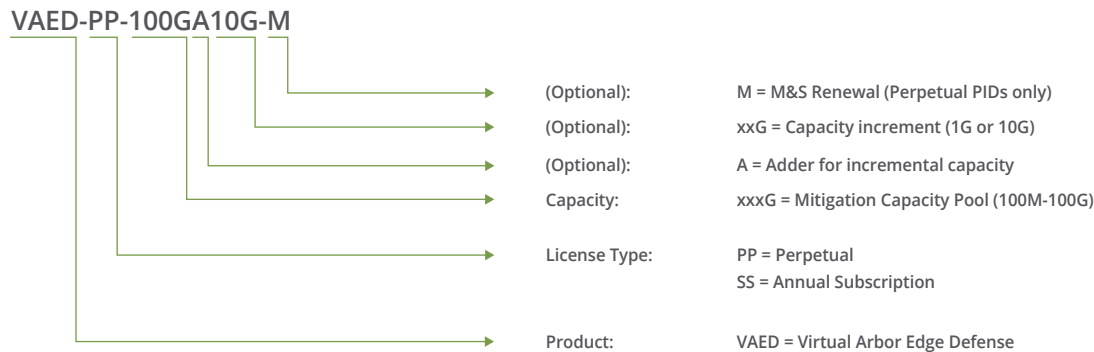 VAED-PP-100GA10G-M
(Optional): M = M&S Renewal (Perpetual PIDs only)
(Optional): xxG = Capacity increment (1G or 10G)
(Optional): A = Adder for incremental capacity
Capacity: xxxG = Mitigation Capacity Pool (100M-100G)
License Type: PP = Perpetual
SS = Annual Subscription
Product: VAED = Virtual Arbor Edge Defense